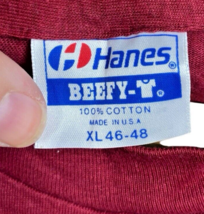 Hanes®
BEEFY-T®
100% COTTON
MADE IN U.S.A
XL 46-48